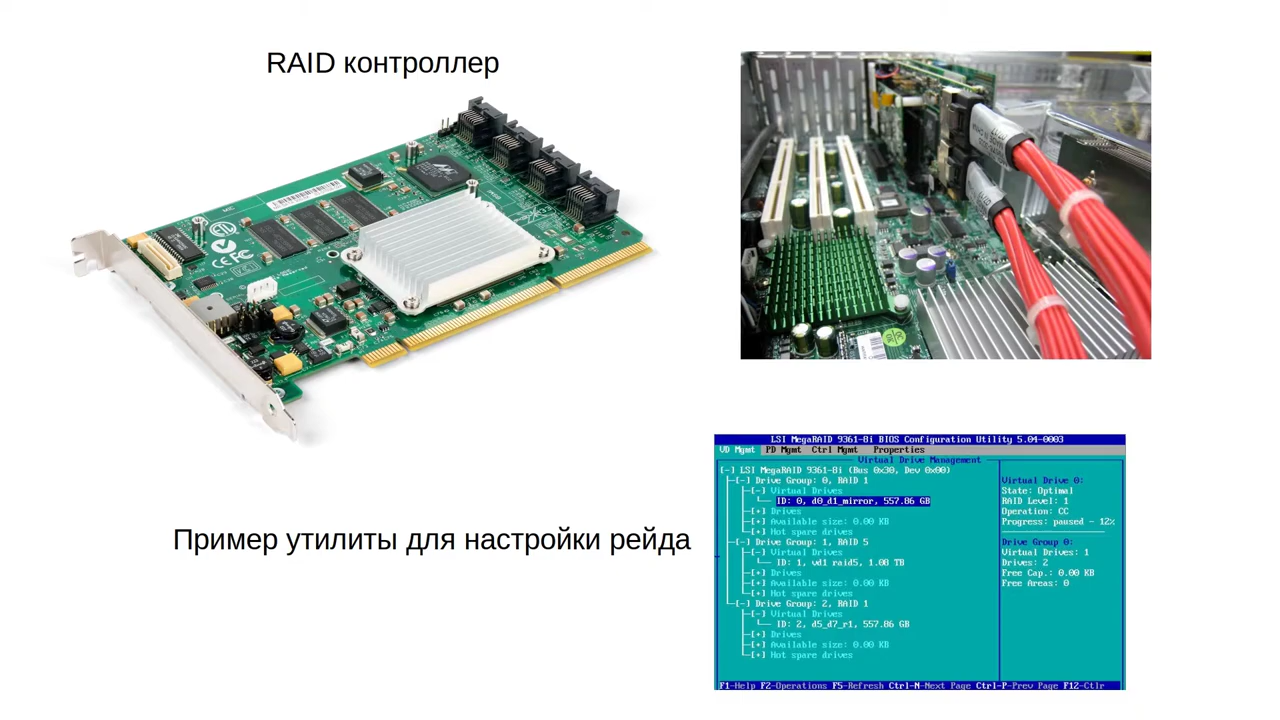 RAID контроллер
Пример утилиты для настройки рейда
LSI MegaRAID 9361-8i BIOS Configuration Utility 5.04-0003
VD Mgmt PD Mgmt Ctrl Mgmt Properties
Virtual Drive Management
[-] LSI MegaRAID 9361-8i (Bus 0x30, Dev 0x00)
[-] Drive Group: 0, RAID 1
[-] Virtual Drives
ID: 0, d0_d1_mirror, 557.86 GB
[+] Drives
[+] Available size: 0.00 KB
[+] Hot spare drives
[-] Drive Group: 1, RAID 5
[-] Virtual Drives
ID: 1, vd1 raid5, 1.08 TB
[+] Drives
[+] Available size: 0.00 KB
[+] Hot spare drives
[-] Drive Group: 2, RAID 1
[-] Virtual Drives
ID: 2, d5_d7_r1, 557.86 GB
[+] Drives
[+] Available size: 0.00 KB
[+] Hot spare drives
Virtual Drive 0:
State: Optimal
RAID Level: 1
Operation: CC
Progress: paused - 12%
Drive Group 0:
Virtual Drives: 1
Drives: 2
Free Cap.: 0.00 KB
Free Areas: 0
F1-Help F2-Operations F5-Refresh Ctrl-N-Next Page Ctrl-P-Prev Page F12-Ctlr